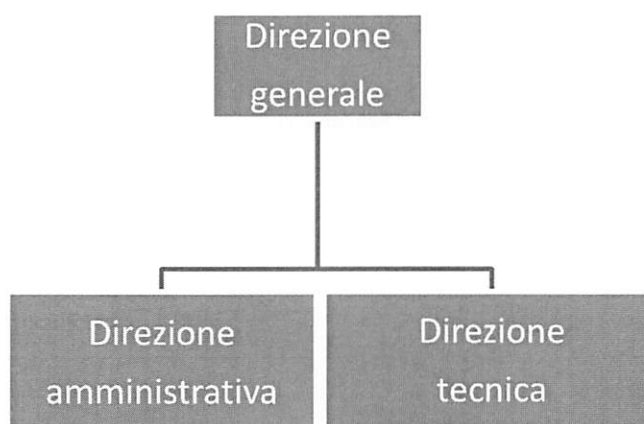 Direzione
generale
Direzione
amministrativa
Direzione
tecnica